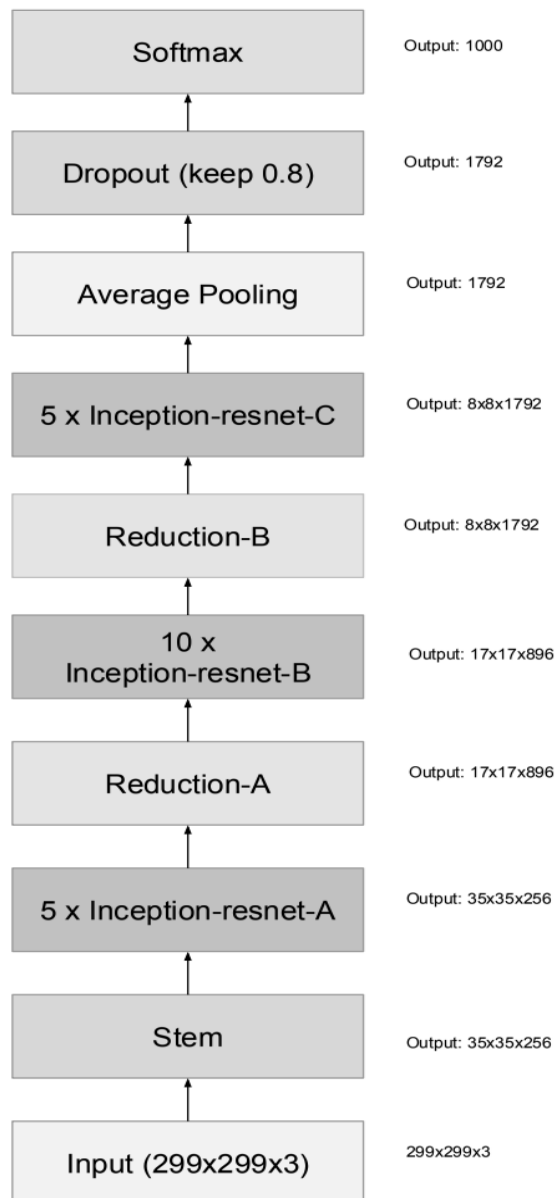 Softmax
Output: 1000
Dropout (keep 0.8)
Output: 1792
Average Pooling
Output: 1792
5 x Inception-resnet-C
Output: 8x8x1792
Reduction-B
Output: 8x8x1792
10 x
Inception-resnet-B
Output: 17x17x896
Reduction-A
Output: 17x17x896
5 x Inception-resnet-A
Output: 35x35x256
Stem
Output: 35x35x256
Input (299x299x3)
299x299x3